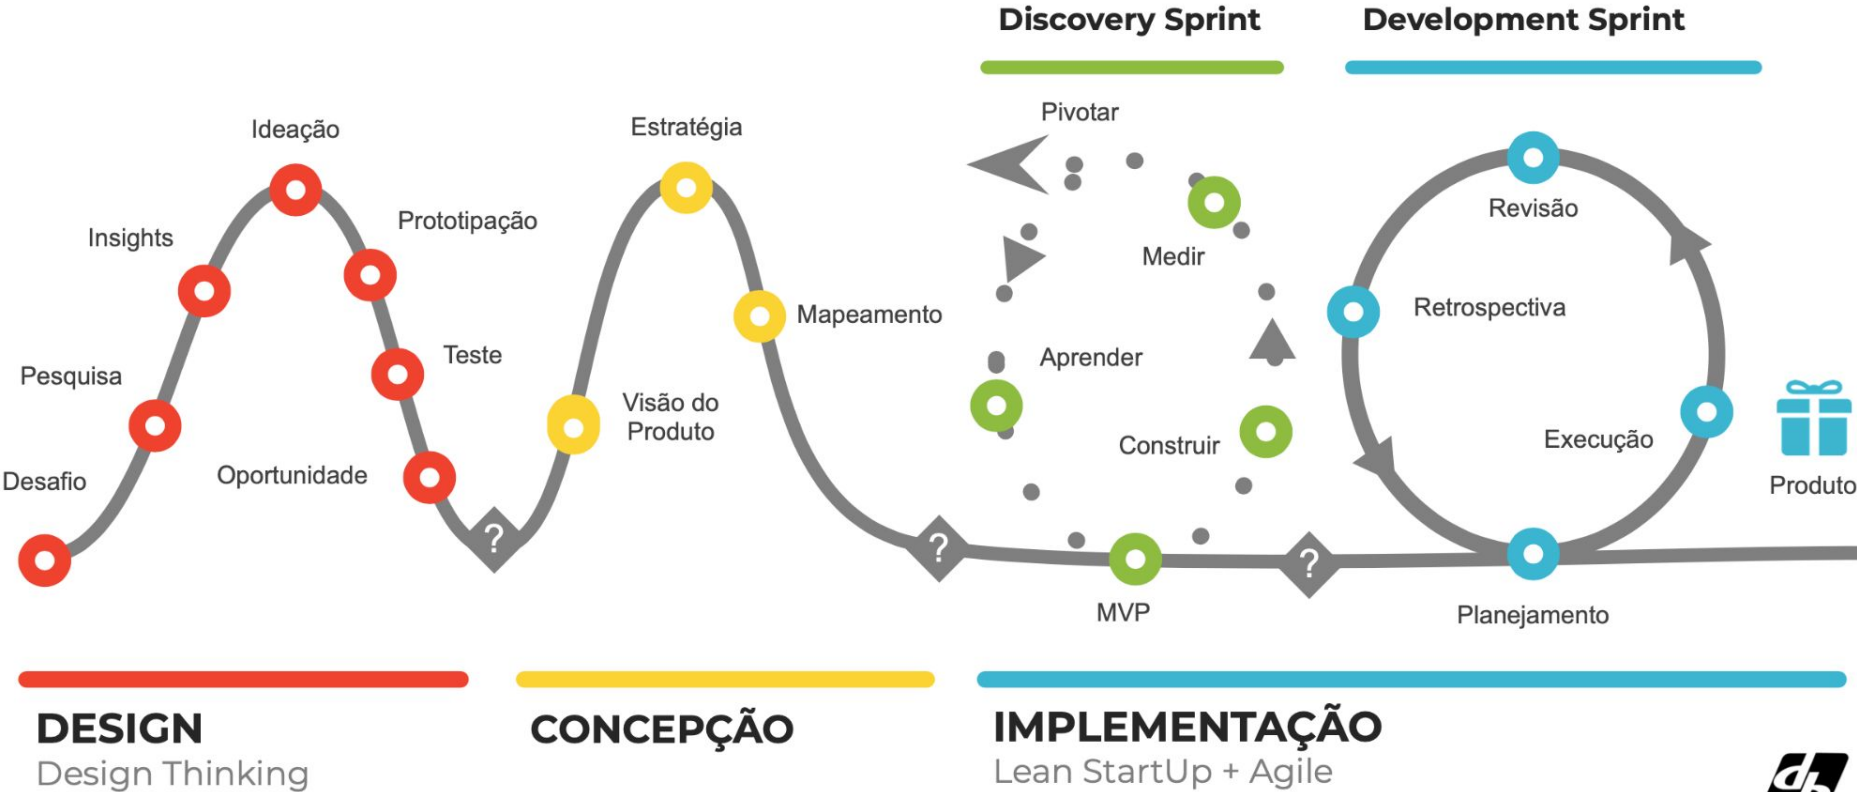 Discovery Sprint
Development Sprint
Pivotar
Ideação
Estratégia
Prototipação
Insights
Medir
Revisão
Retrospectiva
Mapeamento
Teste
Aprender
Pesquisa
Visão do
Produto
Construir
Execução
Oportunidade
Desafio
Produto
?
?
?
MVP
Planejamento
DESIGN
Design Thinking
CONCEPÇÃO
IMPLEMENTAÇÃO
Lean StartUp + Agile